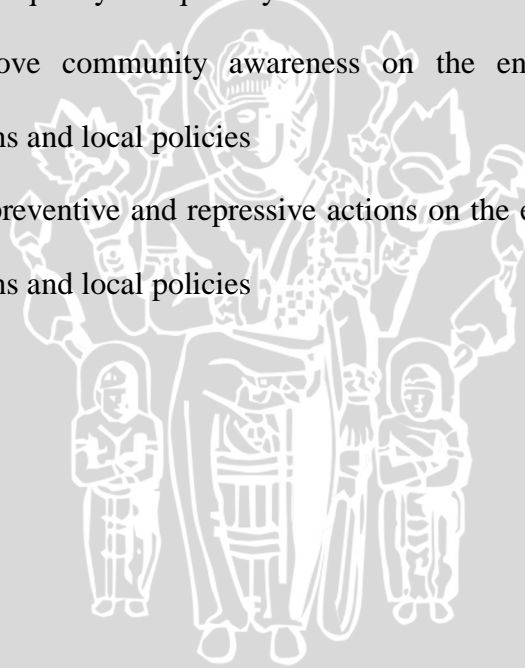 ove community awareness on the en
ns and local policies
preventive and repressive actions on the e
ns and local policies